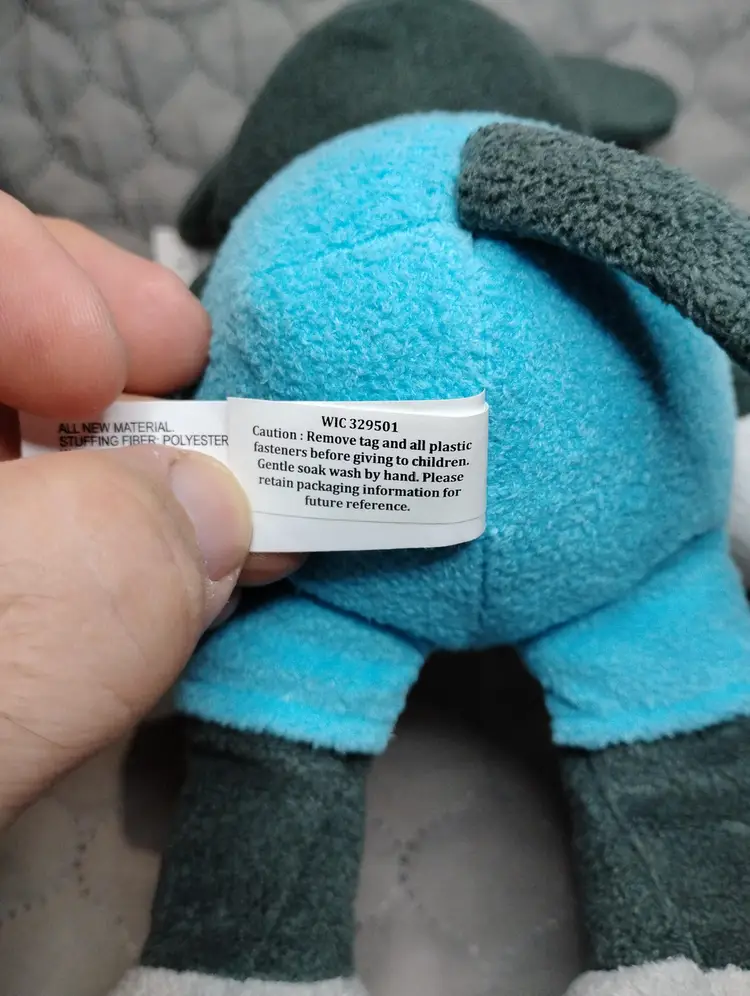 ALL NEW MATERIAL.
STUFFING FIBER: POLYESTER
WIC 329501
Caution : Remove tag and all plastic
fasteners before giving to children.
Gentle soak wash by hand. Please
retain packaging information for
future reference.